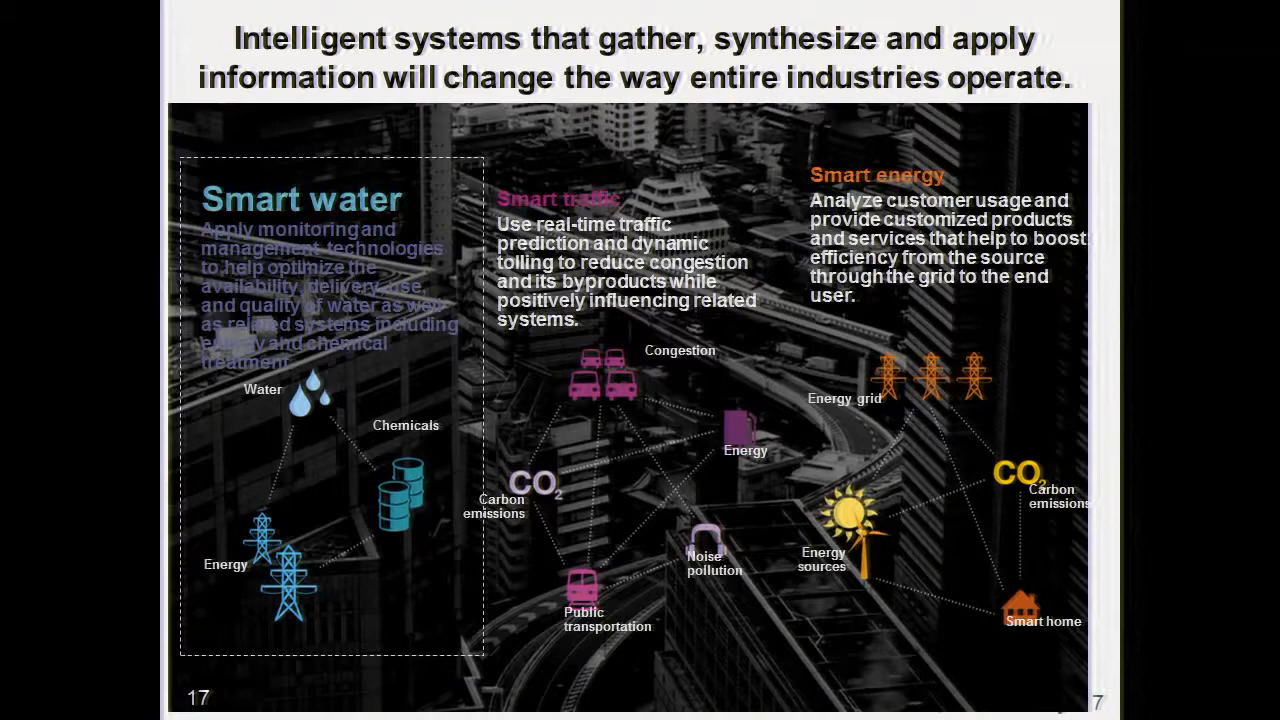 Intelligent systems that gather, synthesize and apply
information will change the way entire industries operate.
Smart water
Apply monitoring and
management technologies
to help optimize the
availability, delivery, use,
and quality of water as well
as related systems including
energy and chemical
treatment.
Water
Chemicals
Energy
Smart traffic
Use real-time traffic
prediction and dynamic
tolling to reduce congestion
and its byproducts while
positively influencing related
systems.
Congestion
Energy
CO2
Carbon
emissions
Noise
pollution
Public
transportation
Smart energy
Analyze customer usage and
provide customized products
and services that help to boost
efficiency from the source
through the grid to the end
user.
Energy grid
CO2
Carbon
emissions
Energy
sources
Smart home
17
7